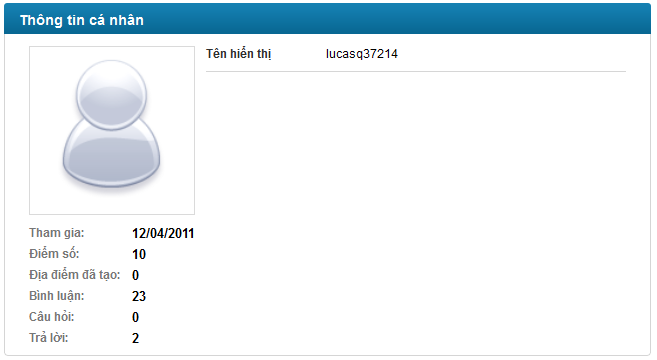 Thông tin cá nhân
Tên hiển thị lucasq37214
Tham gia: 12/04/2011
Điểm số: 10
Địa điểm đã tạo: 0
Bình luận: 23
Câu hỏi: 0
Trả lời: 2